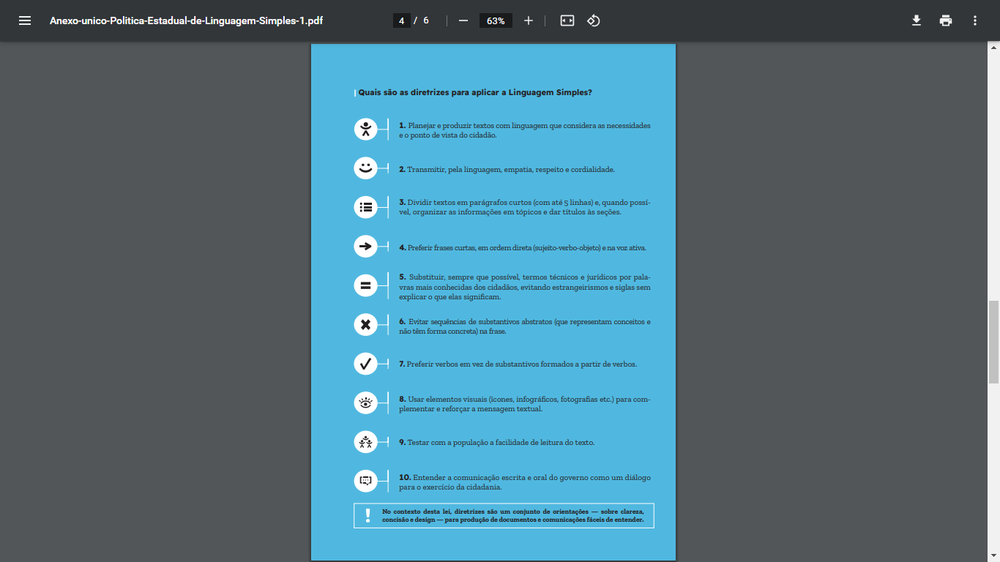 Anexo-unico-Politica-Estadual-de-Linguagem-Simples-1.pdf
4 / 6
63%
Quais são as diretrizes para aplicar a Linguagem Simples?
1. Planejar e produzir textos com linguagem que considera as necessidades
e o ponto de vista do cidadão.
2. Transmitir, pela linguagem, empatia, respeito e cordialidade.
3. Dividir textos em parágrafos curtos (com até 5 linhas) e, quando possí-
vel, organizar as informações em tópicos e dar títulos às seções.
4. Preferir frases curtas, em ordem direta (sujeito-verbo-objeto) e na voz ativa.
5. Substituir, sempre que possível, termos técnicos e jurídicos por pala-
vras mais conhecidas dos cidadãos, evitando estrangeirismos e siglas sem
explicar o que elas significam.
6. Evitar sequências de substantivos abstratos (que representam conceitos e
não têm forma concreta) na frase.
7. Preferir verbos em vez de substantivos formados a partir de verbos.
8. Usar elementos visuais (ícones, infográficos, fotografias etc.) para com-
plementar e reforçar a mensagem textual.
9. Testar com a população a facilidade de leitura do texto.
10. Entender a comunicação escrita e oral do governo como um diálogo
para o exercício da cidadania.
! No contexto desta lei, diretrizes são um conjunto de orientações — sobre clareza,
concisão e design — para produção de documentos e comunicações fáceis de entender.